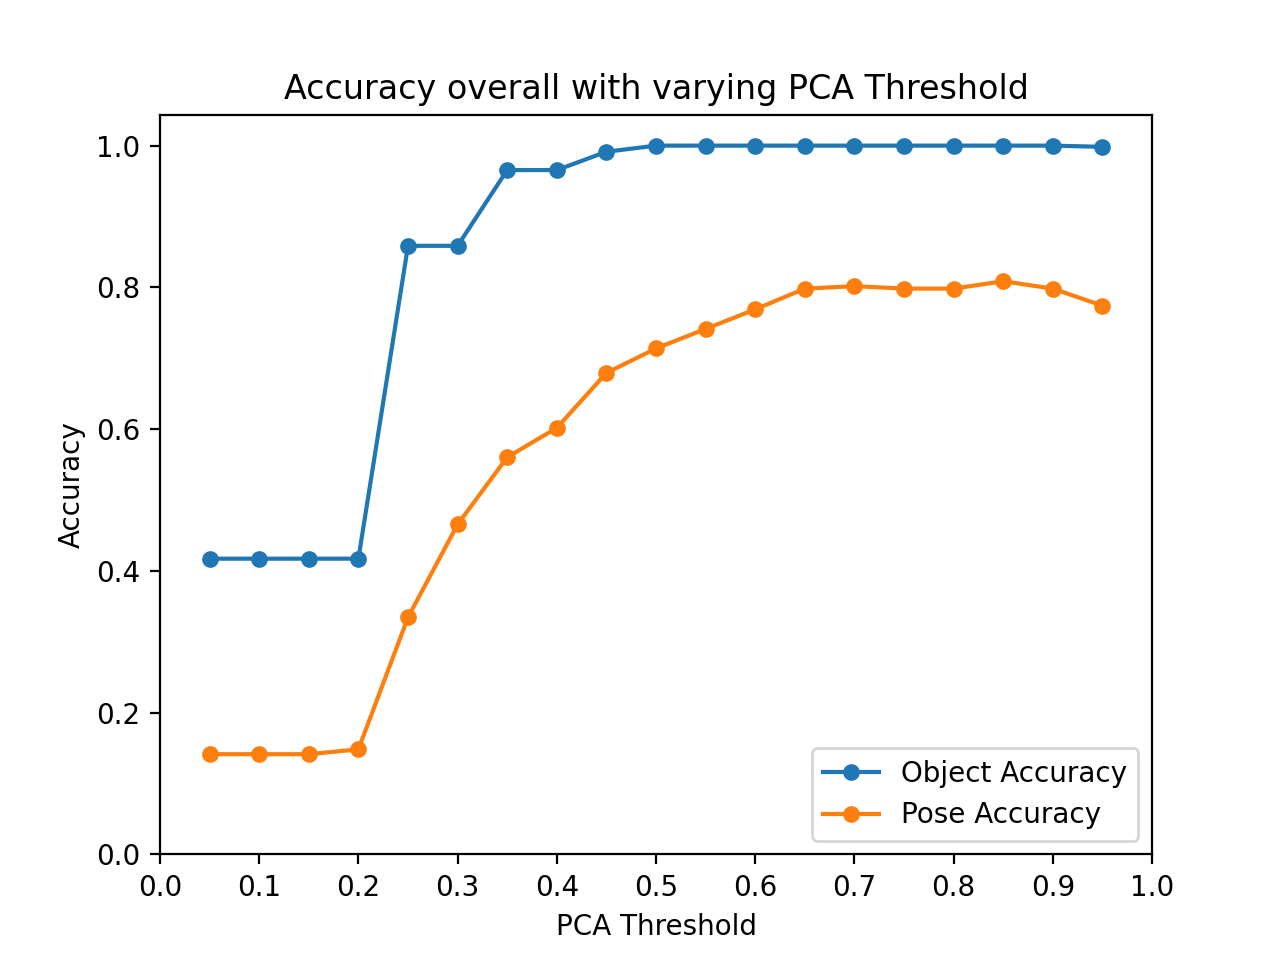 Accuracy overall with varying PCA Threshold
1.0
0.8
0.6
0.4
0.2
0.0
Accuracy
Object Accuracy
Pose Accuracy
0.0 0.1 0.2 0.3 0.4 0.5 0.6 0.7 0.8 0.9 1.0
PCA Threshold